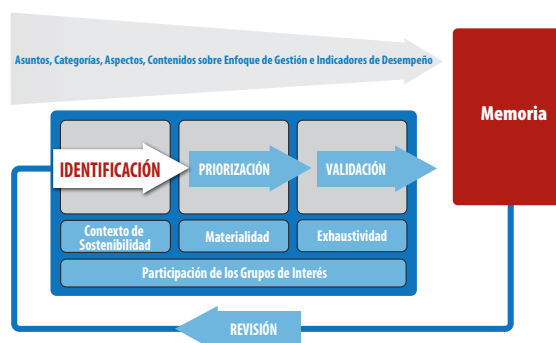 Asuntos, Categorías, Aspectos, Contenidos sobre Enfoque de Gestión e Indicadores de Desempeño
Memoria
IDENTIFICACIÓN
PRIORIZACIÓN
VALIDACIÓN
Contexto de
Sostenibilidad
Materialidad
Exhaustividad
Participación de los Grupos de Interés
REVISIÓN